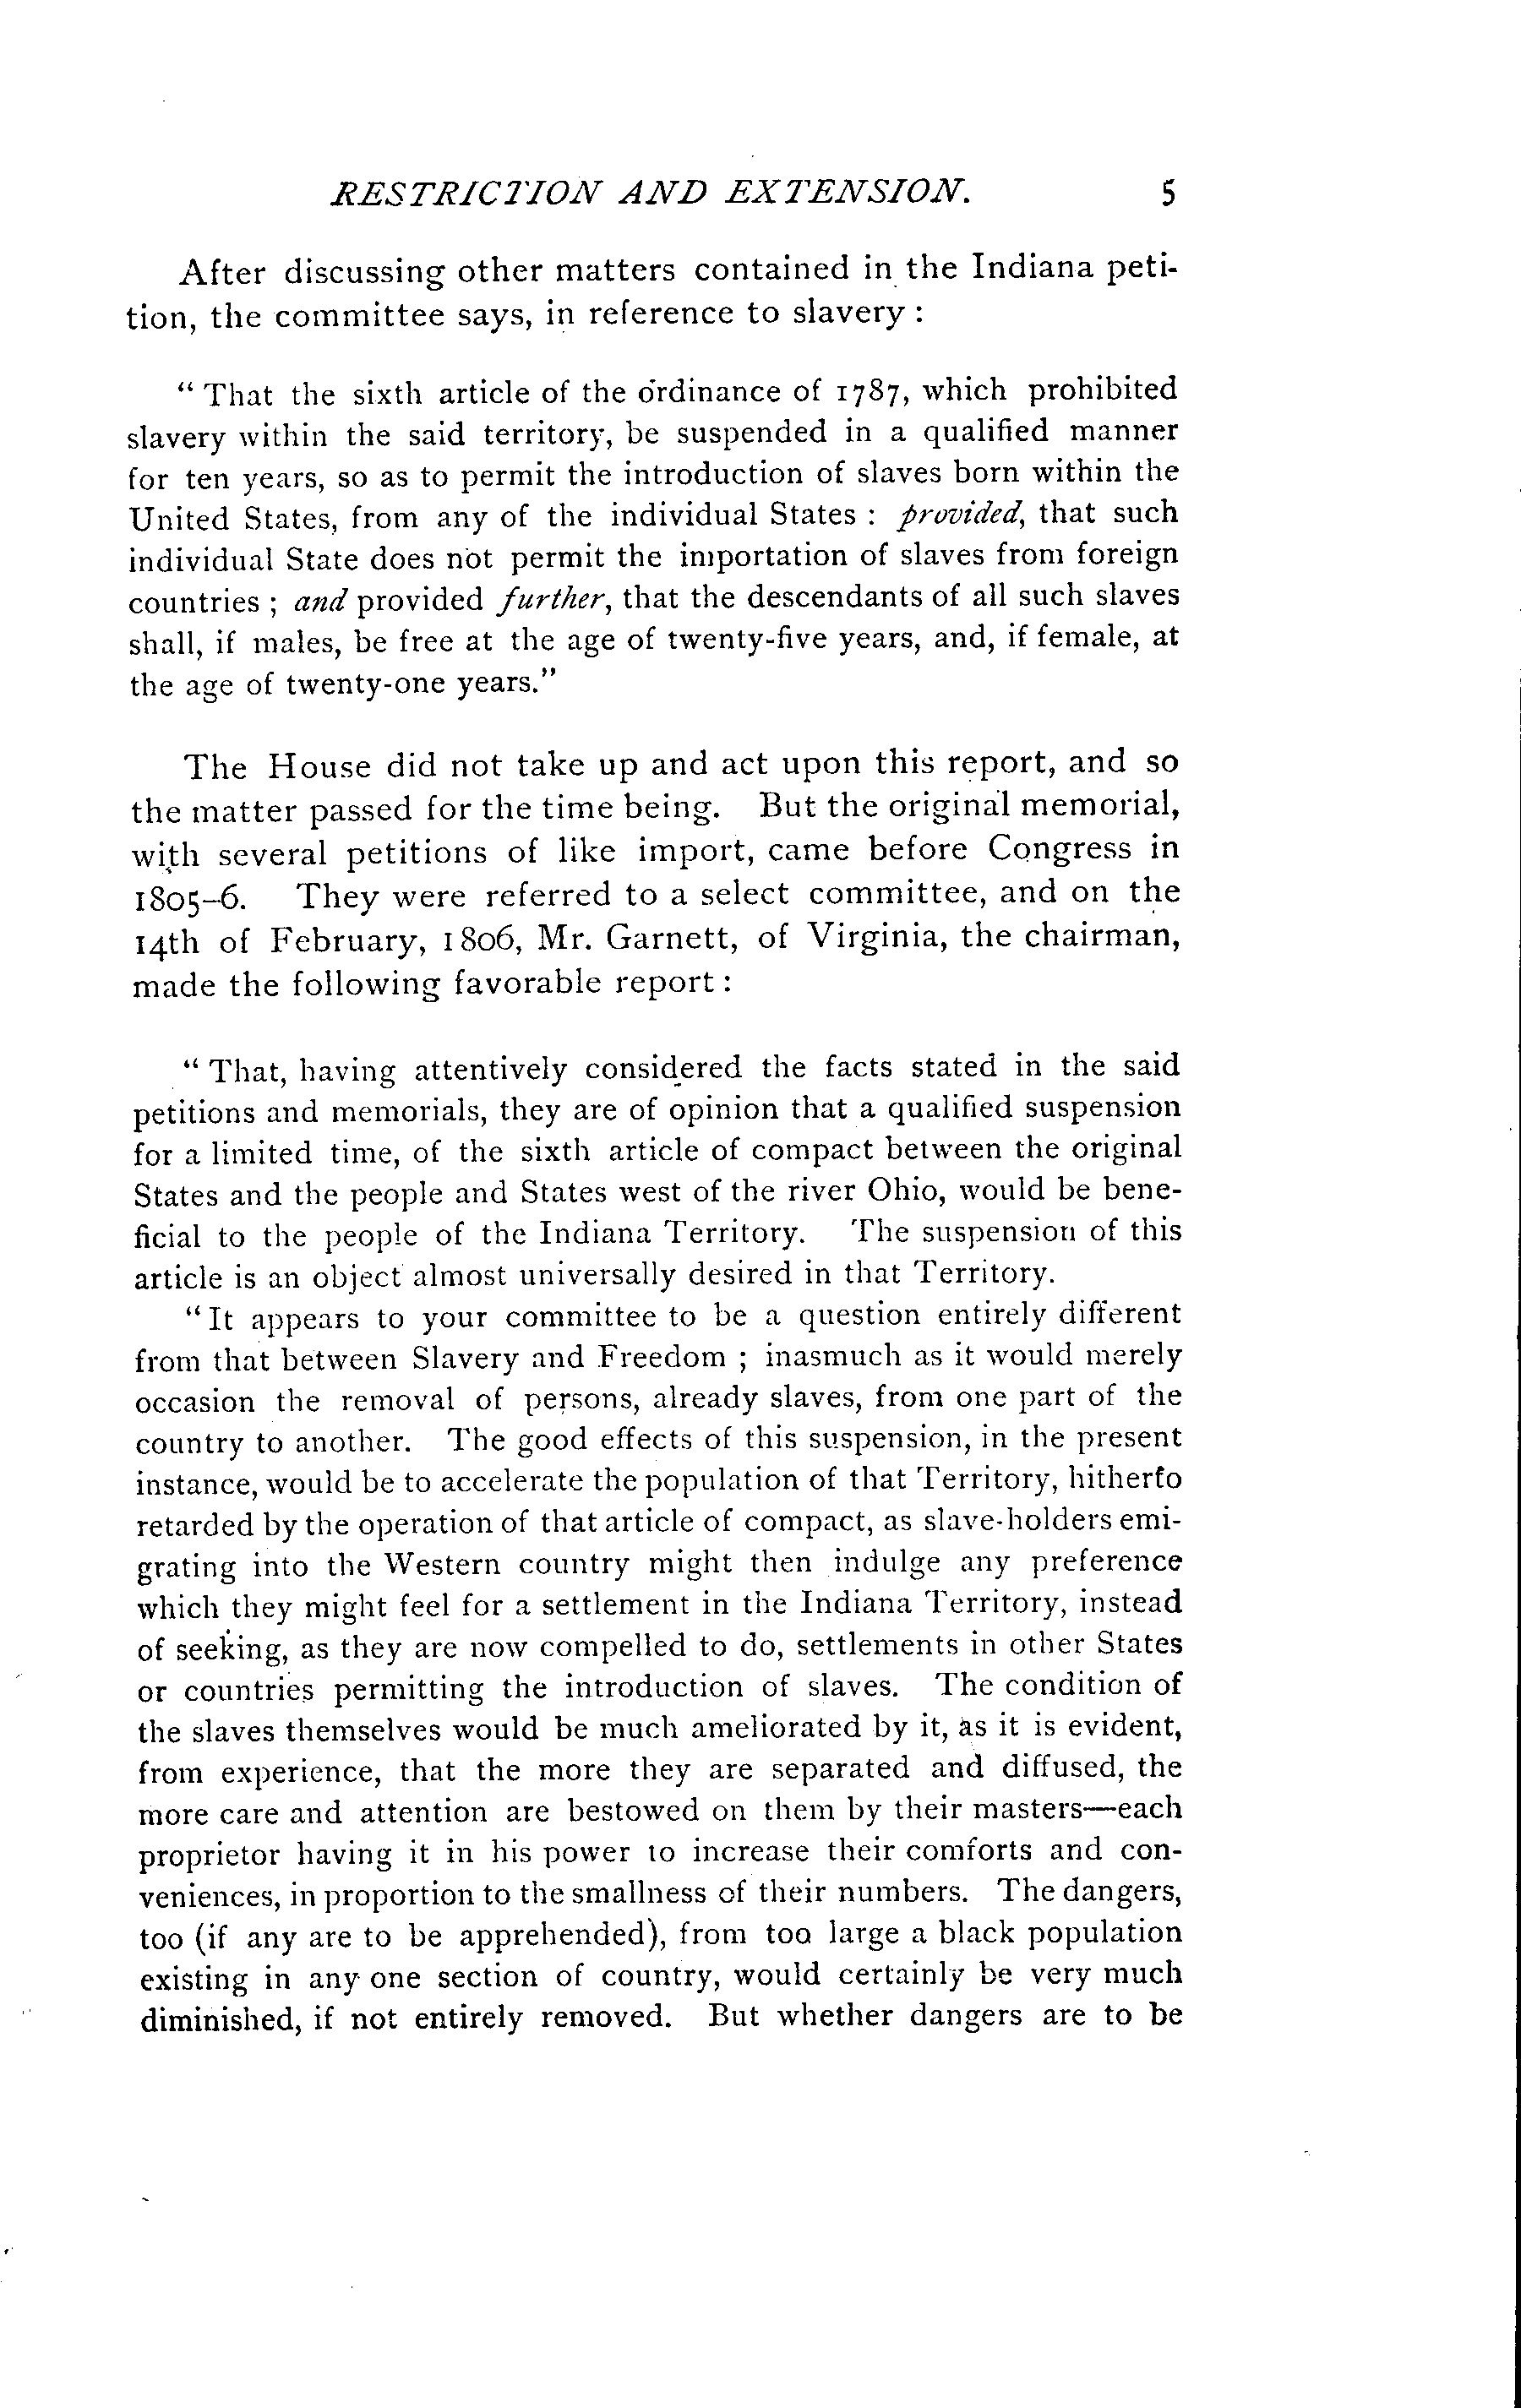 RESTRICTION AND EXTENSION. 5
After discussing other matters contained in the Indiana peti-
tion, the committee says, in reference to slavery :
“ That the sixth article of the ordinance of 1787, which prohibited
slavery within the said territory, be suspended in a qualified manner
for ten years, so as to permit the introduction of slaves born within the
United States, from any of the individual States : provided, that such
individual State does not permit the importation of slaves from foreign
countries ; and provided further, that the descendants of all such slaves
shall, if males, be free at the age of twenty-five years, and, if female, at
the age of twenty-one years.”
The House did not take up and act upon this report, and so
the matter passed for the time being. But the original memorial,
with several petitions of like import, came before Congress in
1805–6. They were referred to a select committee, and on the
14th of February, 1806, Mr. Garnett, of Virginia, the chairman,
made the following favorable report :
“ That, having attentively considered the facts stated in the said
petitions and memorials, they are of opinion that a qualified suspension
for a limited time, of the sixth article of compact between the original
States and the people and States west of the river Ohio, would be bene-
ficial to the people of the Indiana Territory. The suspension of this
article is an object almost universally desired in that Territory.
“ It appears to your committee to be a question entirely different
from that between Slavery and Freedom ; inasmuch as it would merely
occasion the removal of persons, already slaves, from one part of the
country to another. The good effects of this suspension, in the present
instance, would be to accelerate the population of that Territory, hitherto
retarded by the operation of that article of compact, as slave-holders emi-
grating into the Western country might then indulge any preference
which they might feel for a settlement in the Indiana Territory, instead
of seeking, as they are now compelled to do, settlements in other States
or countries permitting the introduction of slaves. The condition of
the slaves themselves would be much ameliorated by it, as it is evident,
from experience, that the more they are separated and diffused, the
more care and attention are bestowed on them by their masters—each
proprietor having it in his power to increase their comforts and con-
veniences, in proportion to the smallness of their numbers. The dangers,
too (if any are to be apprehended), from too large a black population
existing in any one section of country, would certainly be very much
diminished, if not entirely removed. But whether dangers are to be